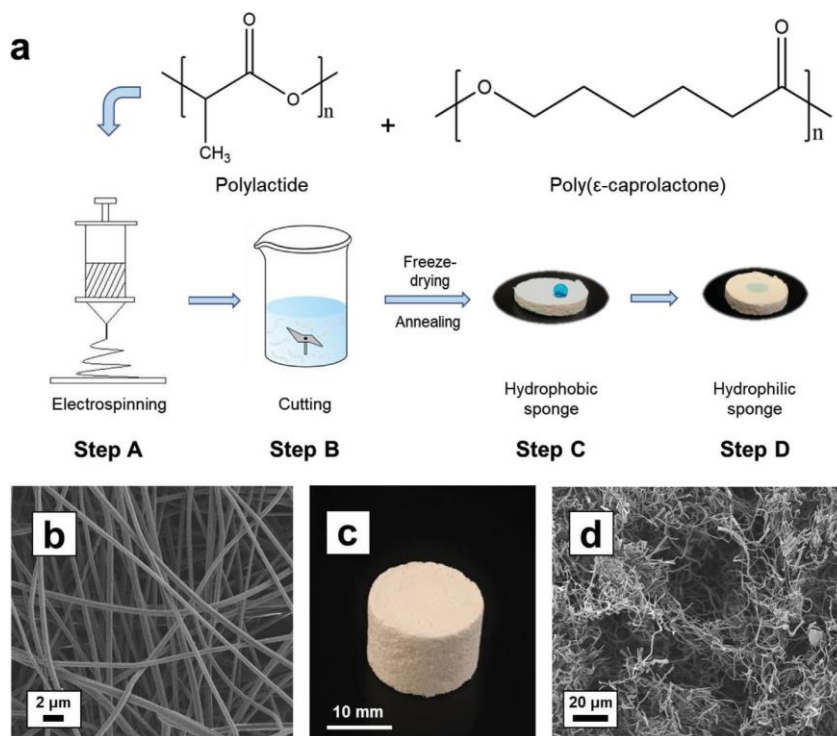 a
O
O
n
CH3
Polylactide
+
O
O
n
Poly(ε-caprolactone)
Freeze-
drying
Annealing
Electrospinning
Cutting
Hydrophobic
sponge
Hydrophilic
sponge
Step A
Step B
Step C
Step D
b
2 µm
c
10 mm
d
20 µm